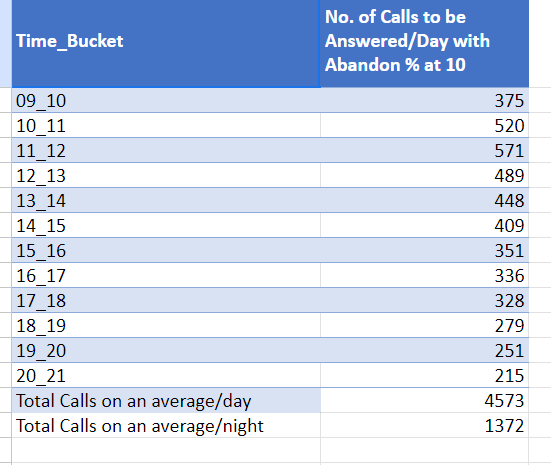 Time_Bucket No. of Calls to be
Answered/Day with
Abandon % at 10
09_10 375
10_11 520
11_12 571
12_13 489
13_14 448
14_15 409
15_16 351
16_17 336
17_18 328
18_19 279
19_20 251
20_21 215
Total Calls on an average/day 4573
Total Calls on an average/night 1372